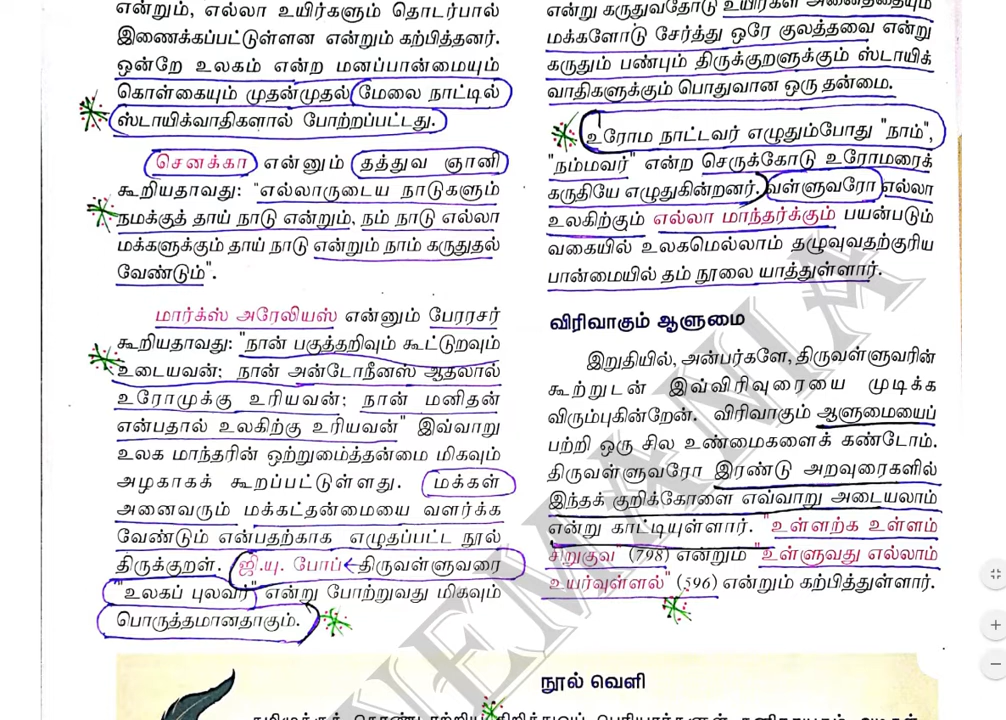 என்றும், எல்லா உயிர்களும் தொடர்பால்
இணைக்கப்பட்டுள்ளன என்றும் கற்பித்தனர்.
ஒன்றே உலகம் என்ற மனப்பான்மையும்
கொள்கையும் முதன்முதல் மேலை நாட்டில்
ஸ்டாயிக்வாதிகளால் போற்றப்பட்டது.
செனக்கா என்னும் தத்துவ ஞானி
கூறியதாவது: "எல்லாருடைய நாடுகளும்
நமக்குத் தாய் நாடு என்றும், நம் நாடு எல்லா
மக்களுக்கும் தாய் நாடு என்றும் நாம் கருதுதல்
வேண்டும்".
மார்க்ஸ் அரேலியஸ் என்னும் பேரரசர்
கூறியதாவது: "நான் பகுத்தறிவும் கூட்டுறவும்
உடையவன்; நான் அன்டோநீனஸ் ஆதலால்
உரோமுக்கு உரியவன்; நான் மனிதன்
என்பதால் உலகிற்கு உரியவன்" இவ்வாறு
உலக மாந்தரின் ஒற்றுமைத்தன்மை மிகவும்
அழகாகக் கூறப்பட்டுள்ளது. மக்கள்
அனைவரும் மக்கட்தன்மையை வளர்க்க
வேண்டும் என்பதற்காக எழுதப்பட்ட நூல்
திருக்குறள். ஜி.யு. போப் திருவள்ளுவரை
"உலகப் புலவர்" என்று போற்றுவது மிகவும்
பொருத்தமானதாகும்.
என்று கருதுவதோடு உயிர்கள் அனைத்தையும்
மக்களோடு சேர்த்து ஒரே குலத்தவை என்று
கருதும் பண்பும் திருக்குறளுக்கும் ஸ்டாயிக்
வாதிகளுக்கும் பொதுவான ஒரு தன்மை.
உரோம நாட்டவர் எழுதும்போது "நாம்",
"நம்மவர்" என்ற செருக்கோடு உரோமரைக்
கருதியே எழுதுகின்றனர். வள்ளுவரோ எல்லா
உலகிற்கும் எல்லா மாந்தர்க்கும் பயன்படும்
வகையில் உலகமெல்லாம் தழுவுவதற்குரிய
பான்மையில் தம் நூலை யாத்துள்ளார்.
விரிவாகும் ஆளுமை
இறுதியில், அன்பர்களே, திருவள்ளுவரின்
கூற்றுடன் இவ்விரிவுரையை முடிக்க
விரும்புகின்றேன். விரிவாகும் ஆளுமையைப்
பற்றி ஒரு சில உண்மைகளைக் கண்டோம்.
திருவள்ளுவரோ இரண்டு அறவுரைகளில்
இந்தக் குறிக்கோளை எவ்வாறு அடையலாம்
என்று காட்டியுள்ளார். "உள்ளற்க உள்ளம்
சிறுகுவ" (798) என்றும் "உள்ளுவது எல்லாம்
உயர்வுள்ளல்" (596) என்றும் கற்பித்துள்ளார்.
நூல் வெளி